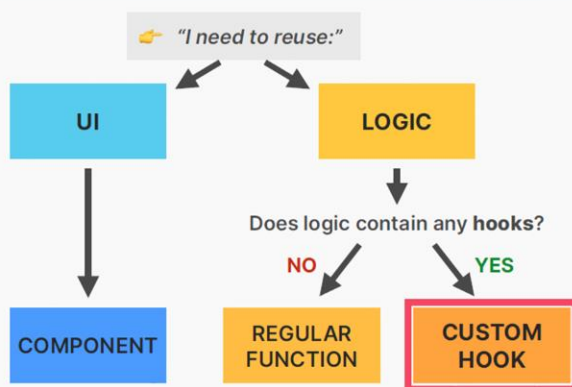 👉 “I need to reuse:”
UI
LOGIC
Does logic contain any hooks?
NO
YES
COMPONENT
REGULAR
FUNCTION
CUSTOM
HOOK